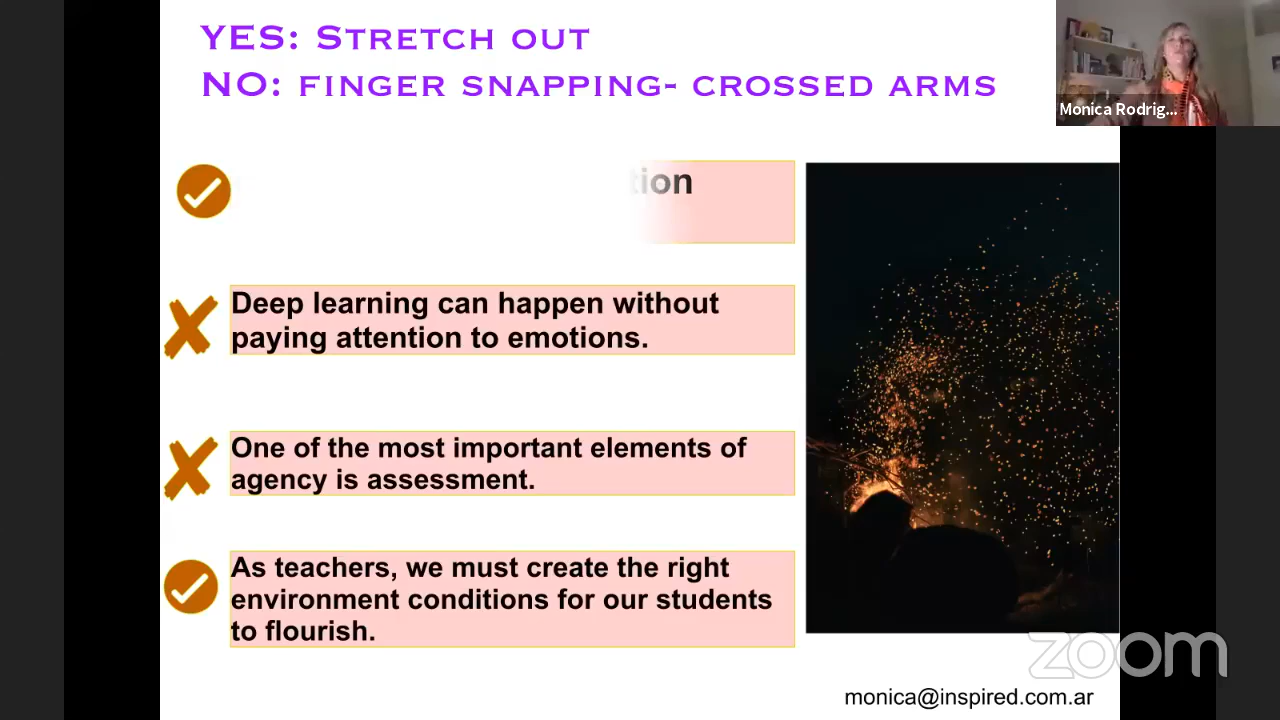 YES: STRETCH OUT
NO: FINGER SNAPPING- CROSSED ARMS
Monica Rodrig...
Deep learning can happen without
paying attention to emotions.
One of the most important elements of
agency is assessment.
As teachers, we must create the right
environment conditions for our students
to flourish.
zoom
monica@inspired.com.ar